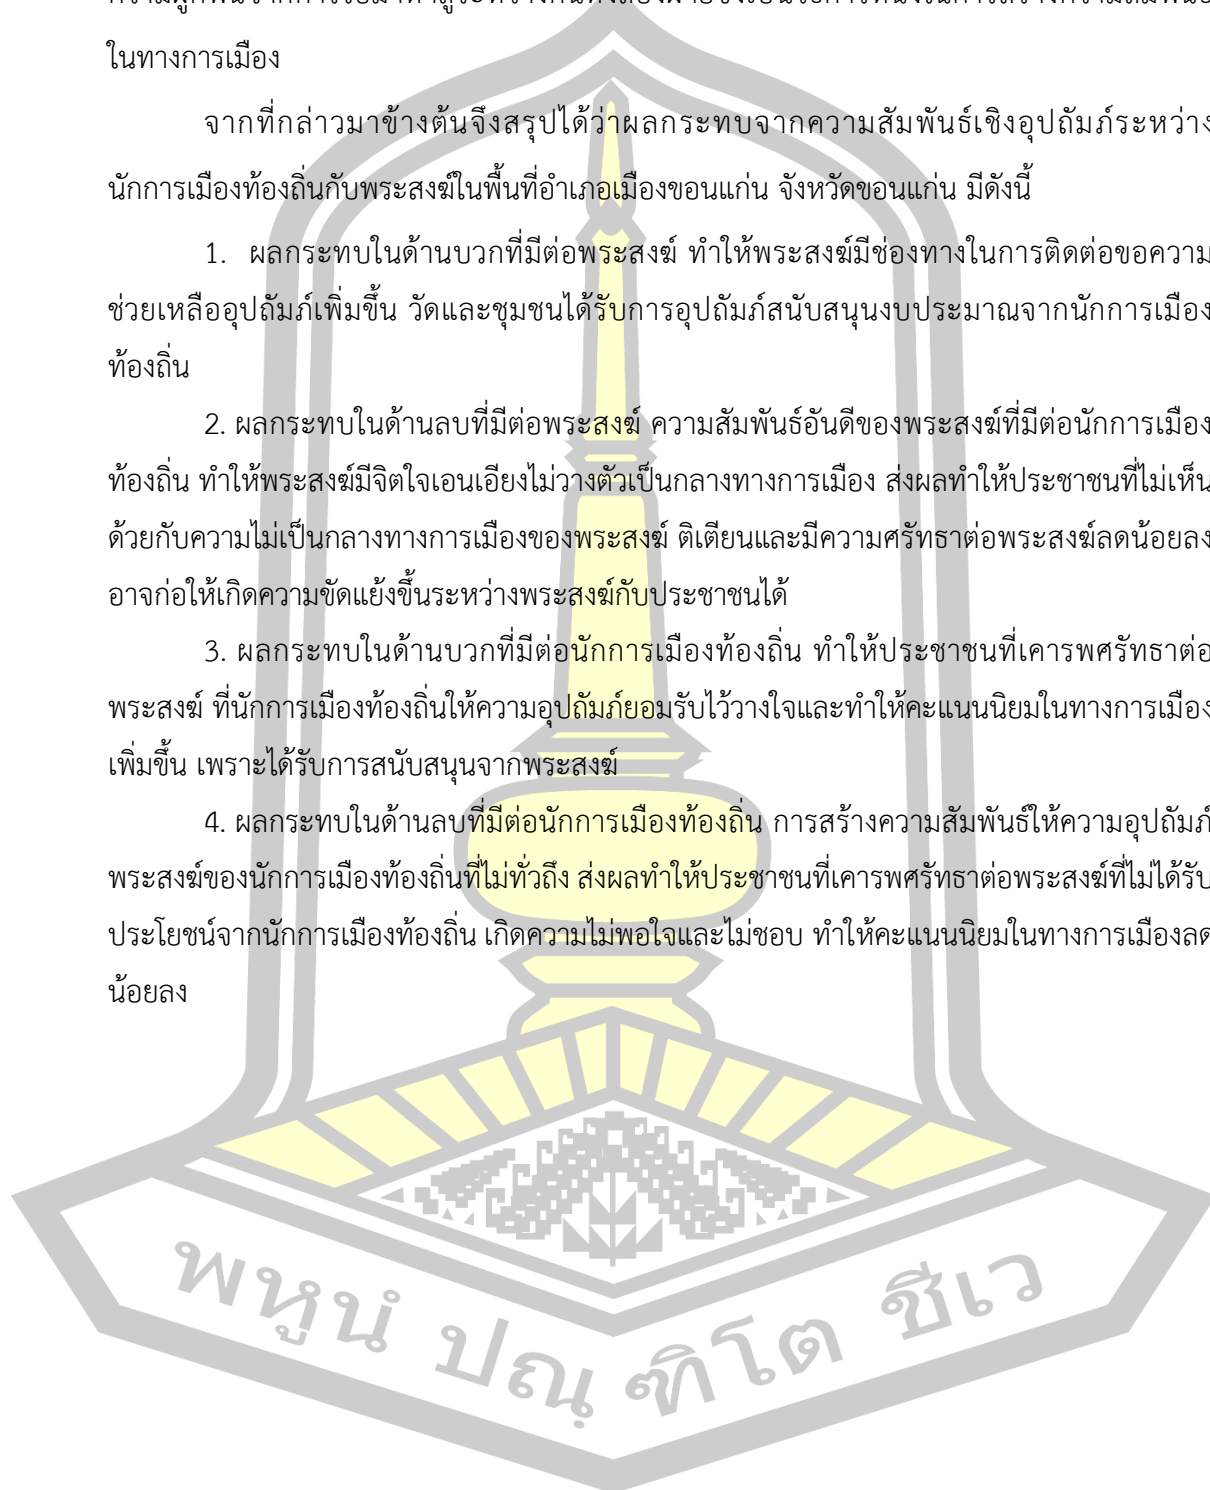 ในทางการเมือง
จากที่กล่าวมาข้างต้นจึงสรุปได้ว่าผลกระทบจากความสัมพันธ์เชิงอุปถัมภ์ระหว่าง
นักการเมืองท้องถิ่นกับพระสงฆ์ในพื้นที่อำเภอเมืองขอนแก่น จังหวัดขอนแก่น มีดังนี้
1. ผลกระทบในด้านบวกที่มีต่อพระสงฆ์ ทำให้พระสงฆ์มีช่องทางในการติดต่อขอความ
ช่วยเหลืออุปถัมภ์เพิ่มขึ้น วัดและชุมชนได้รับการอุปถัมภ์สนับสนุนงบประมาณจากนักการเมือง
ท้องถิ่น
2. ผลกระทบในด้านลบที่มีต่อพระสงฆ์ ความสัมพันธ์อันดีของพระสงฆ์ที่มีต่อนักการเมือง
ท้องถิ่น ทำให้พระสงฆ์มีจิตใจเอนเอียงไม่วางตัวเป็นกลางทางการเมือง ส่งผลทำให้ประชาชนที่ไม่เห็น
ด้วยกับความไม่เป็นกลางทางการเมืองของพระสงฆ์ ติเตียนและมีความศรัทธาต่อพระสงฆ์ลดน้อยลง
อาจก่อให้เกิดความขัดแย้งขึ้นระหว่างพระสงฆ์กับประชาชนได้
3. ผลกระทบในด้านบวกที่มีต่อนักการเมืองท้องถิ่น ทำให้ประชาชนที่เคารพศรัทธาต่อ
พระสงฆ์ ที่นักการเมืองท้องถิ่นให้ความอุปถัมภ์ยอมรับไว้วางใจและทำให้คะแนนนิยมในทางการเมือง
เพิ่มขึ้น เพราะได้รับการสนับสนุนจากพระสงฆ์
4. ผลกระทบในด้านลบที่มีต่อนักการเมืองท้องถิ่น การสร้างความสัมพันธ์ให้ความอุปถัมภ์
พระสงฆ์ของนักการเมืองท้องถิ่นที่ไม่ทั่วถึง ส่งผลทำให้ประชาชนที่เคารพศรัทธาต่อพระสงฆ์ที่ไม่ได้รับ
ประโยชน์จากนักการเมืองท้องถิ่น เกิดความไม่พอใจและไม่ชอบ ทำให้คะแนนนิยมในทางการเมืองลด
น้อยลง
พหูนํ ปณฺฑิโต ชีเว